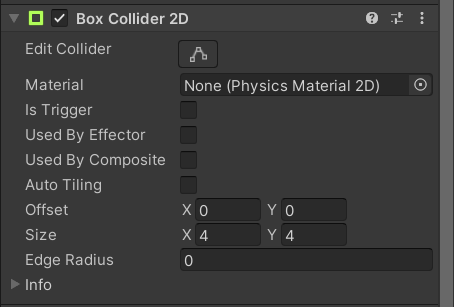 Box Collider 2D
Edit Collider
Material None (Physics Material 2D)
Is Trigger
Used By Effector
Used By Composite
Auto Tiling
Offset X 0 Y 0
Size X 4 Y 4
Edge Radius 0
Info